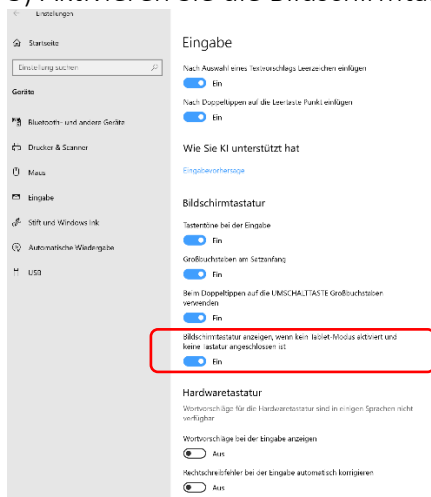 Aktivieren Sie die Bildschirmta
Einstellungen
Startseite
Einstellung suchen
Geräte
Bluetooth- und andere Geräte
Drucker & Scanner
Maus
Eingabe
Stift und Windows Ink
Automatische Wiedergabe
USB
Eingabe
Nach Auswahl eines Textvorschlags Leerzeichen einfügen
Ein
Nach Doppeltippen auf die Leertaste Punkt einfügen
Ein
Wie Sie KI unterstützt hat
Eingabevorhersage
Bildschirmtastatur
Tastentöne bei der Eingabe
Ein
Großbuchstaben am Satzanfang
Ein
Beim Doppeltippen auf die UMSCHALTTASTE Großbuchstaben
verwenden
Ein
Bildschirmtastatur anzeigen, wenn kein Tablet-Modus aktiviert und
keine Tastatur angeschlossen ist
Ein
Hardwaretastatur
Wortvorschläge für die Hardwaretastatur sind in einigen Sprachen nicht
verfügbar
Wortvorschläge bei der Eingabe anzeigen
Aus
Rechtschreibfehler bei der Eingabe automatisch korrigieren
Aus